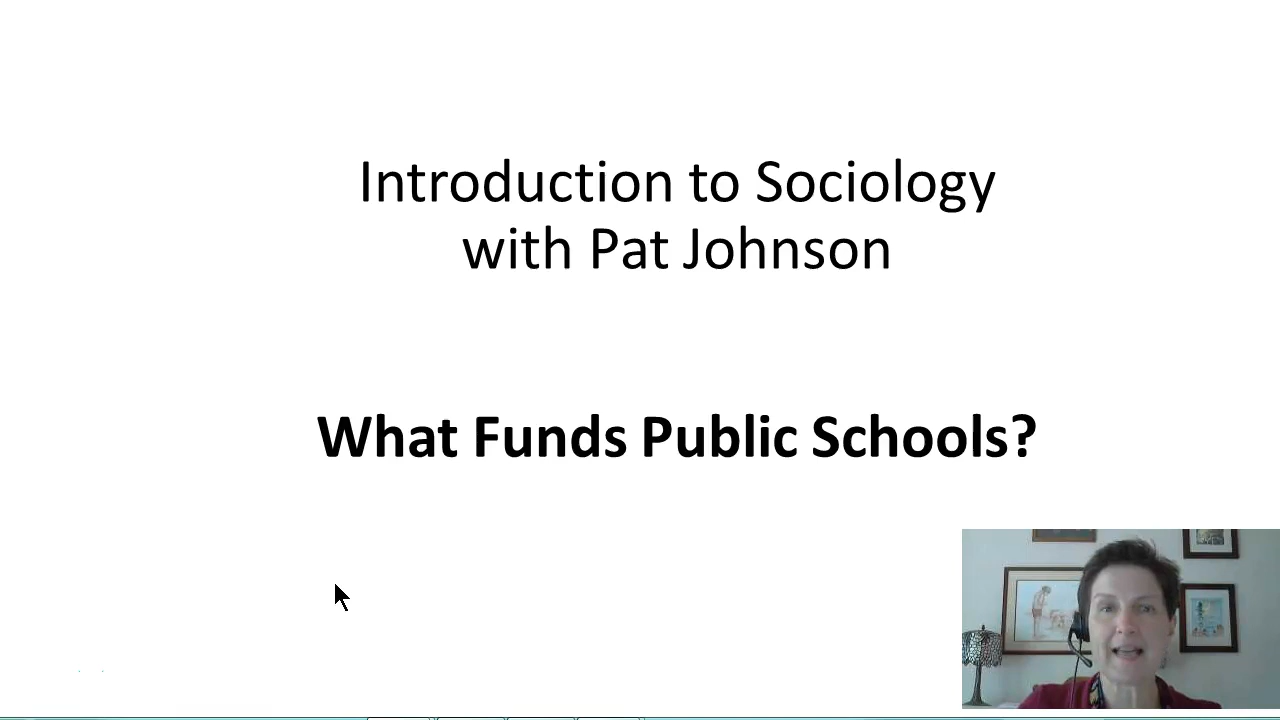 Introduction to Sociology
with Pat Johnson
What Funds Public Schools?